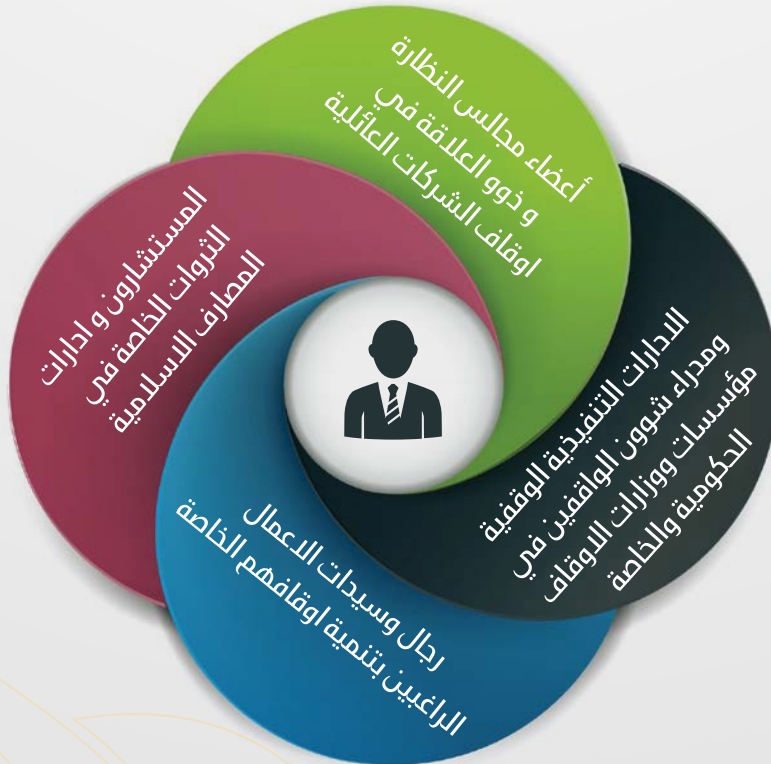 أعضاء مجالس النظارة
و ذوو العلاقة في
اوقاف الشركات العائلية
الادارات التنفيذية الوقفية
ومدراء شوون الواقفين في
مؤسسات ووزارات الاوقاف
الحكومية والخاصة
رجال وسيدات الاعمال
الراغبين بتنمية اوقافهم الخاصة
المستشارون و ادارات
الثروات الخاصة في
المصارف الاسلامية